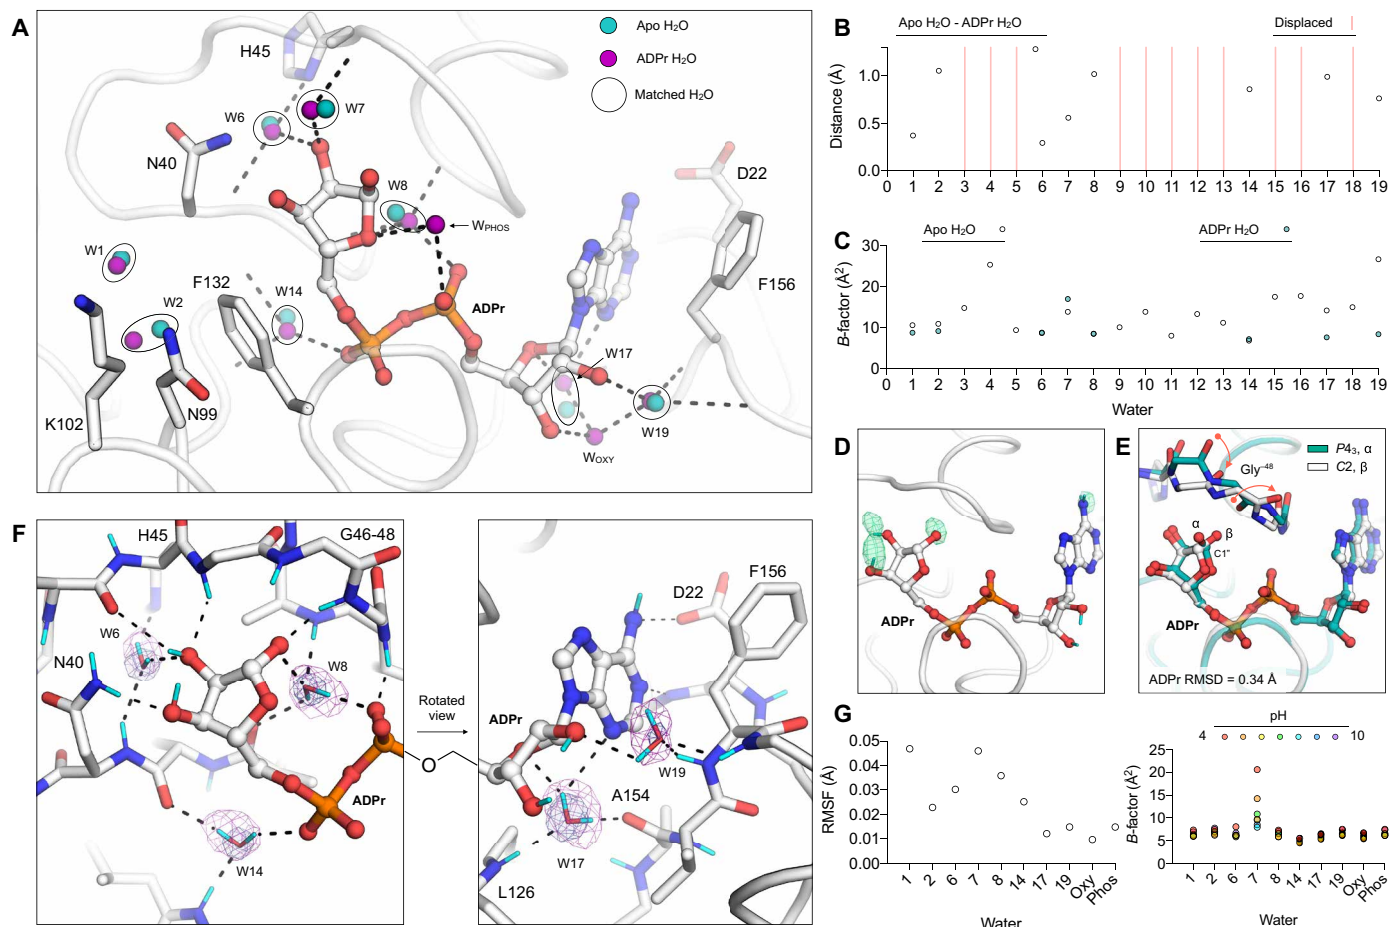 A
H45
Apo H₂O
ADPr H₂O
Matched H₂O
W6
W7
N40
D22
W8
W_PHOS
W1
F132
W2
W14
ADPr
F156
W17
K102
N99
W19
W_OXY
B
Apo H₂O - ADPr H₂O
Displaced
Distance (Å)
1.0
0.5
0.0
0 1 2 3 4 5 6 7 8 9 10 11 12 13 14 15 16 17 18 19
C
Apo H₂O
ADPr H₂O
B-factor (Å²)
30
20
10
0
0 1 2 3 4 5 6 7 8 9 10 11 12 13 14 15 16 17 18 19
Water
D
ADPr
E
P4₃, α
C2, β
Gly⁻⁴⁸
α
β
C1"
ADPr
ADPr RMSD = 0.34 Å
F
H45
G46-48
W6
N40
W8
ADPr
W14
Rotated
view
O
D22
F156
ADPr
W19
A154
W17
L126
G
RMSF (Å)
0.05
0.04
0.03
0.02
0.01
0.00
1 2 6 7 8 14 17 19 Oxy Phos
Water
pH
4 10
B-factor (Å²)
25
20
15
10
5
0
1 2 6 7 8 14 17 19 Oxy Phos
Water